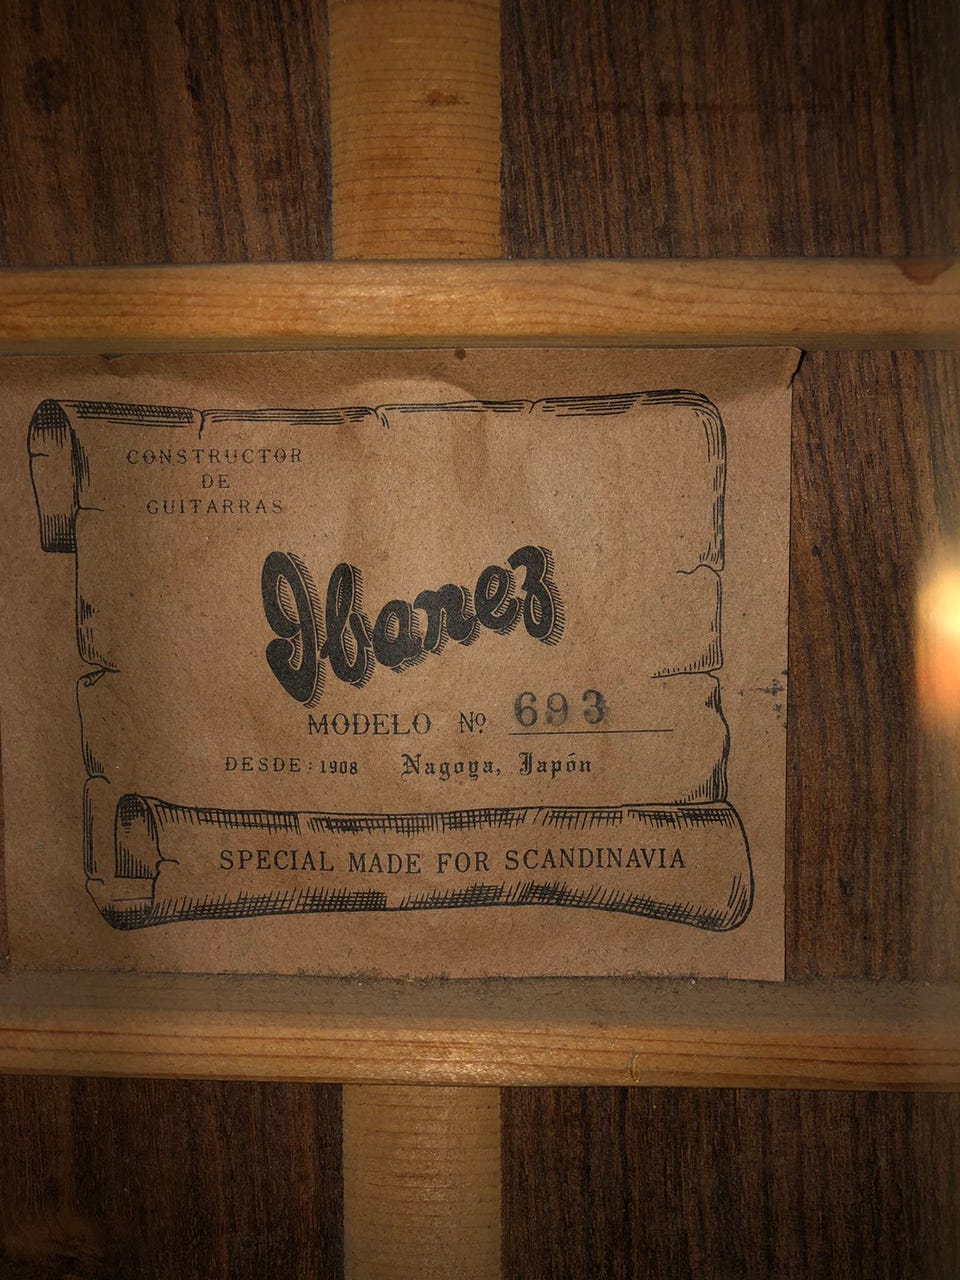 CONSTRUCTOR
DE
GUITARRAS
Ibanez
MODELO Nº 693
DESDE: 1908 Nagoya, Japón
SPECIAL MADE FOR SCANDINAVIA